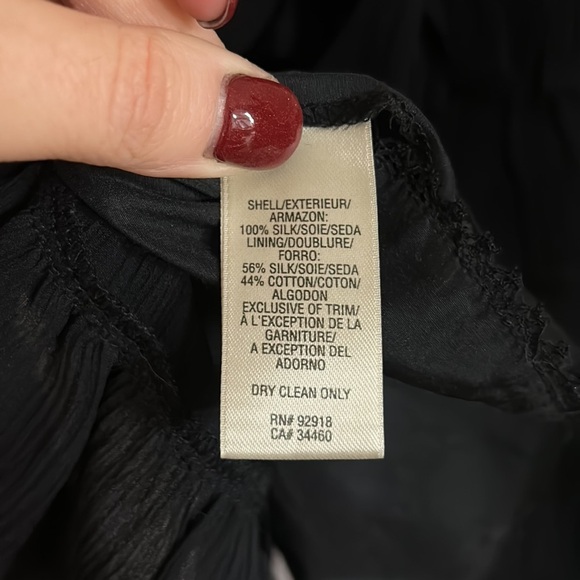 SHELL/EXTERIEUR/
ARMAZON:
100% SILK/SOIE/SEDA
LINING/DOUBLURE/
FORRO:
56% SILK/SOIE/SEDA
44% COTTON/COTON/
ALGODON
EXCLUSIVE OF TRIM/
À L'EXCEPTION DE LA
GARNITURE/
A EXCEPTION DEL
ADORNO
DRY CLEAN ONLY
RN# 92918
CA# 34460